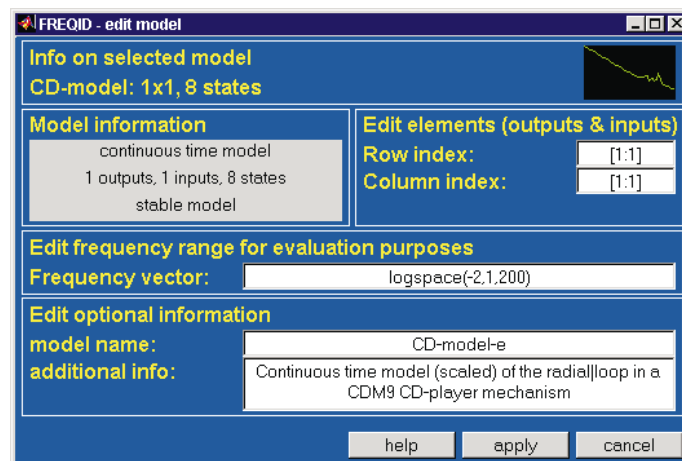 FREQID - edit model
Info on selected model
CD-model: 1x1, 8 states
Model information
continuous time model
1 outputs, 1 inputs, 8 states
stable model
Edit elements (outputs & inputs)
Row index: [1:1]
Column index: [1:1]
Edit frequency range for evaluation purposes
Frequency vector: logspace(-2,1,200)
Edit optional information
model name: CD-model-e
additional info: Continuous time model (scaled) of the radial|loop in a
CDM9 CD-player mechanism
help apply cancel